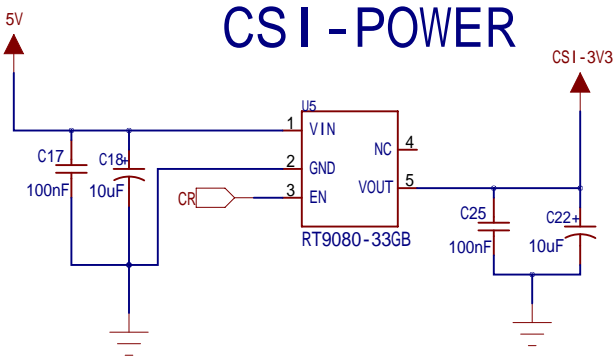 CSI-POWER
5V
CSI-3V3
U5
1 VIN
NC 4
C17
C18+
2 GND
100nF
10uF
CR
3 EN
VOUT 5
C25
C22+
RT9080-33GB
100nF
10uF